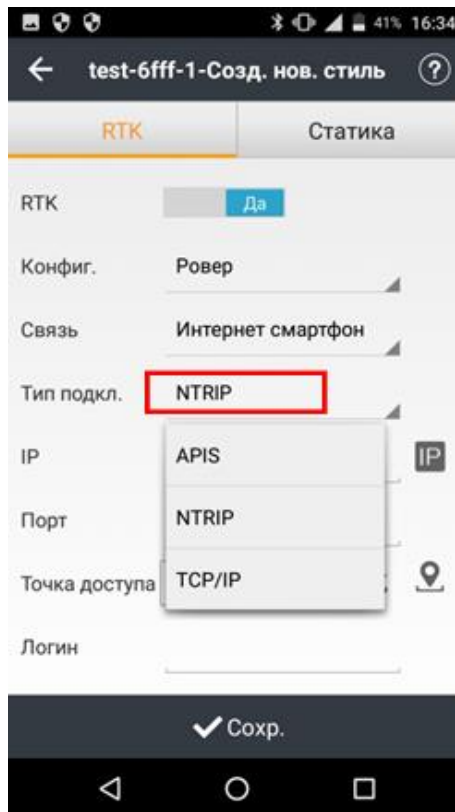 41% 16:34
test-6fff-1-Созд. нов. стиль ?
RTK Статика
RTK Да
Конфиг. Ровер
Связь Интернет смартфон
Тип подкл. NTRIP
IP APIS IP
Порт NTRIP
Точка доступа TCP/IP
Логин
Сохр.